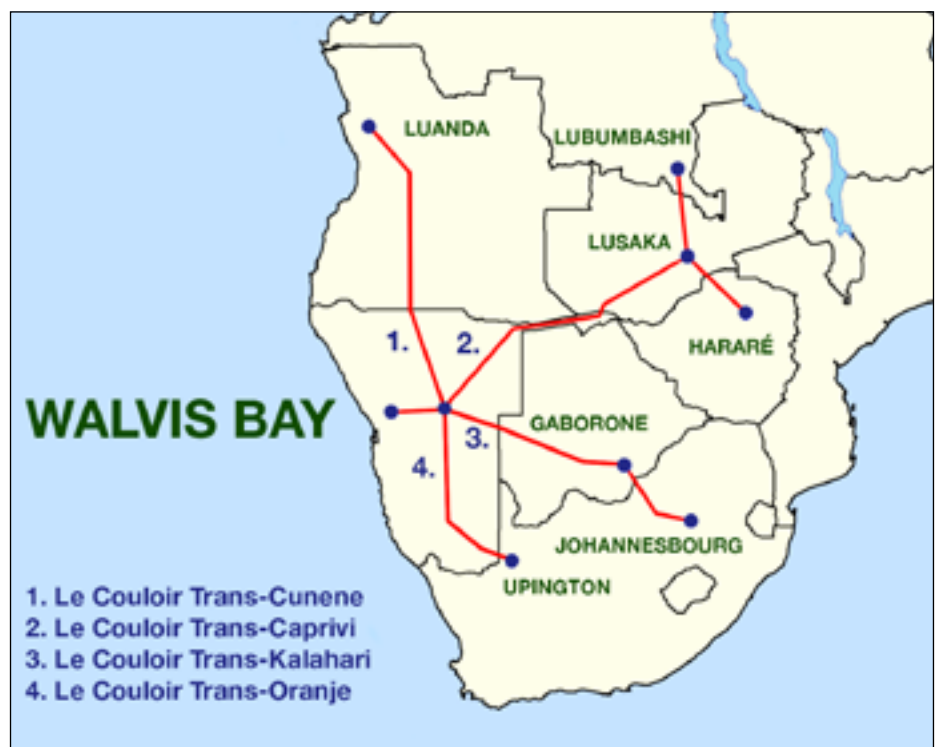 LUANDA
LUBUMBASHI
LUSAKA
1.
2.
HARARÉ
WALVIS BAY
GABORONE
3.
4.
JOHANNESBOURG
UPINGTON
1. Le Couloir Trans-Cunene
2. Le Couloir Trans-Caprivi
3. Le Couloir Trans-Kalahari
4. Le Couloir Trans-Oranje